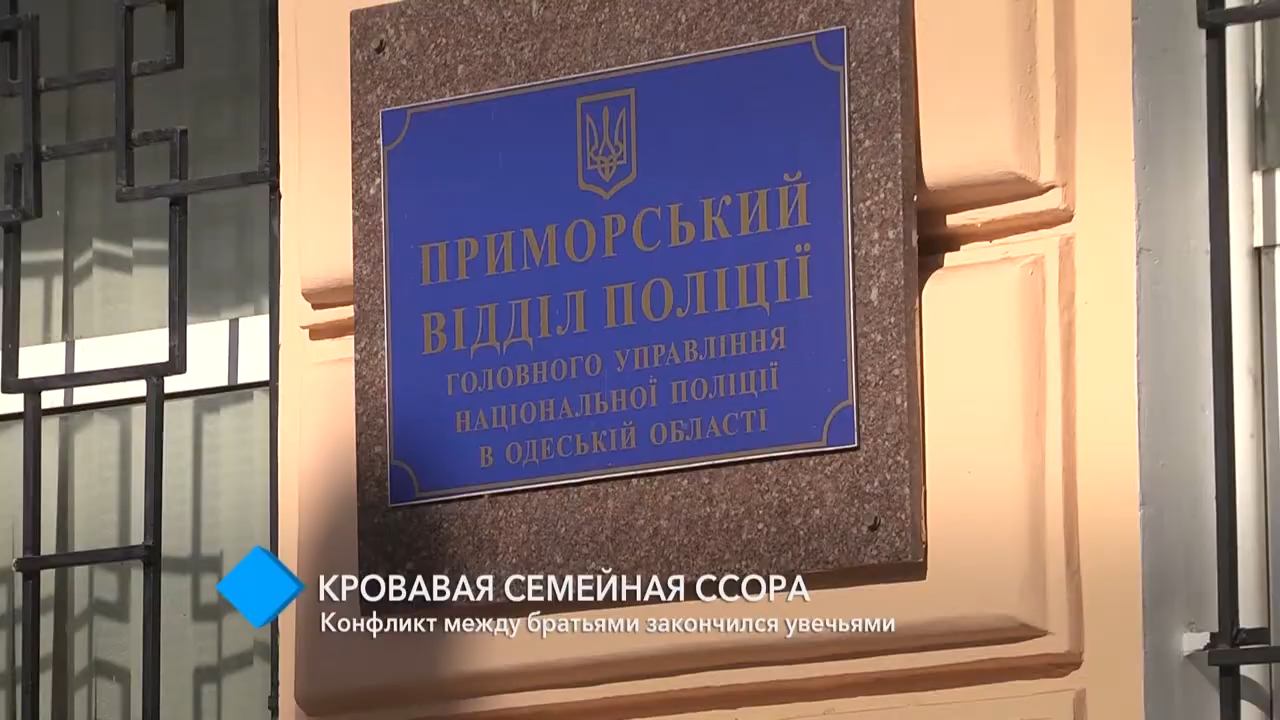 ПРИМОРСЬКИЙ
ВІДДІЛ ПОЛІЦІЇ
ГОЛОВНОГО УПРАВЛІННЯ
НАЦІОНАЛЬНОЇ ПОЛІЦІЇ
В ОДЕСЬКІЙ ОБЛАСТІ
КРОВАВАЯ СЕМЕЙНАЯ ССОРА
Конфликт между братьями закончился увечьями